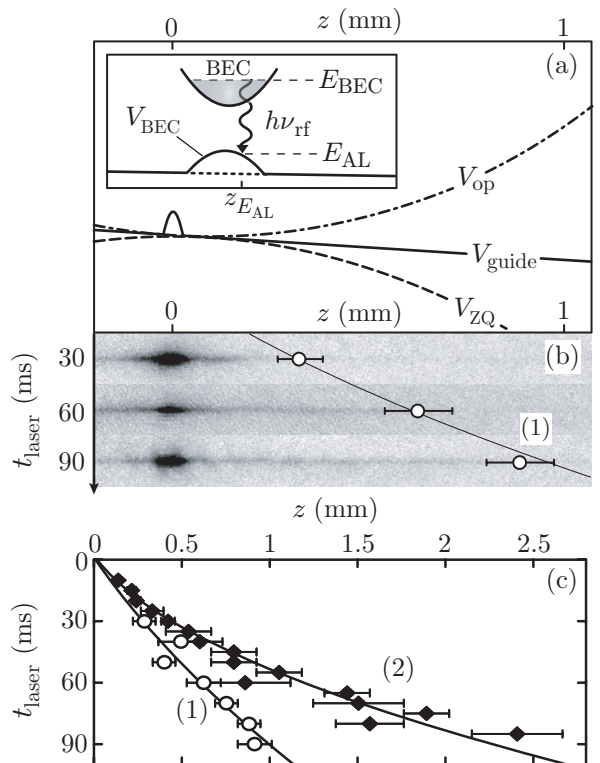 0 z (mm) 1
(a)
BEC
E_BEC
V_BEC
hν_rf
E_AL
z_{E_AL}
V_op
V_guide
V_ZQ
0 z (mm) 1
(b)
30
60
90
t_laser (ms)
(1)
z (mm)
0 0.5 1 1.5 2 2.5
(c)
0
30
60
90
t_laser (ms)
(2)
(1)